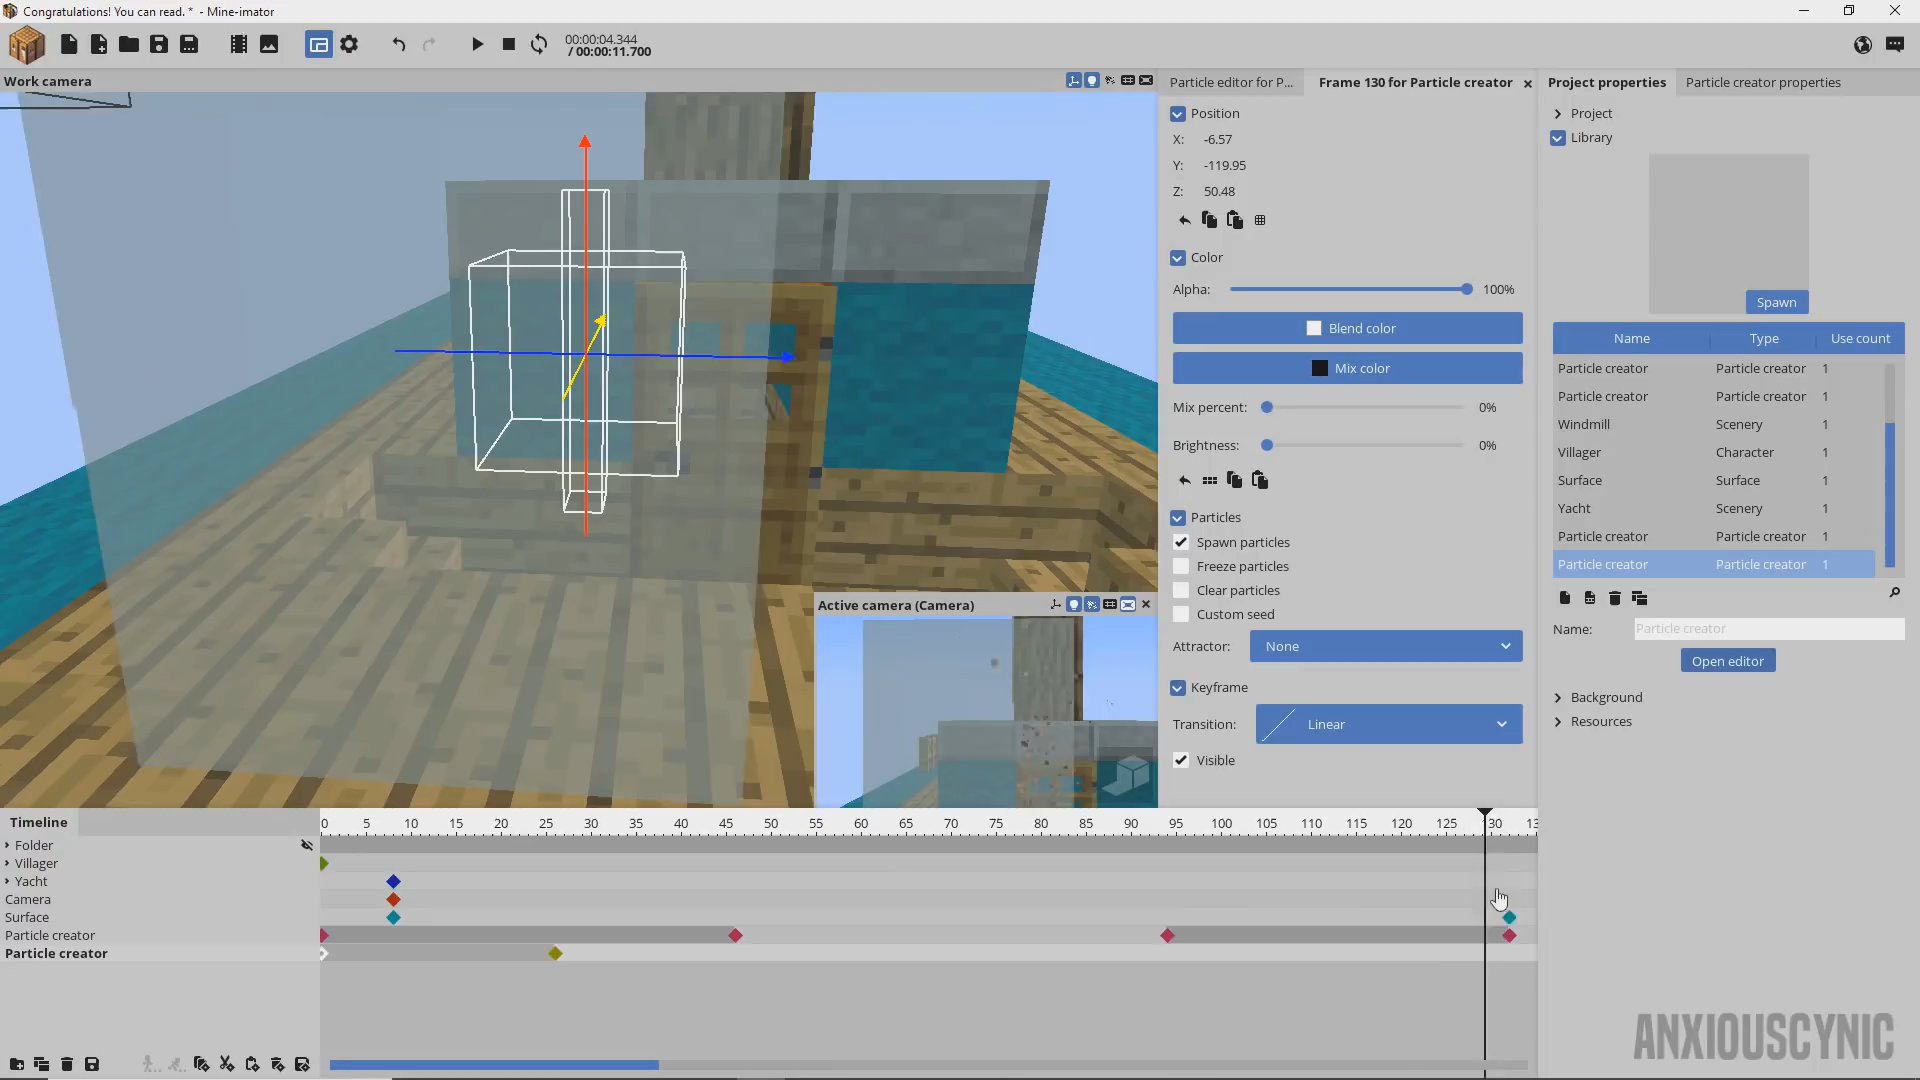 Congratulations! You can read. * - Mine-imator
00:00:04.344
/ 00:00:11.700
Work camera
Particle editor for P...
Frame 130 for Particle creator
Project properties
Particle creator properties
Position
X: -6.57
Y: -119.95
Z: 50.48
Color
Alpha: 100%
Blend color
Mix color
Mix percent: 0%
Brightness: 0%
Particles
Spawn particles
Freeze particles
Clear particles
Custom seed
Attractor: None
Keyframe
Transition: Linear
Visible
Project
Library
Spawn
Name Type Use count
Particle creator Particle creator 1
Particle creator Particle creator 1
Windmill Scenery 1
Villager Character 1
Surface Surface 1
Yacht Scenery 1
Particle creator Particle creator 1
Particle creator Particle creator 1
Name: Particle creator
Open editor
Background
Resources
Active camera (Camera)
Timeline
0 5 10 15 20 25 30 35 40 45 50 55 60 65 70 75 80 85 90 95 100 105 110 115 120 125 30 13
Folder
Villager
Yacht
Camera
Surface
Particle creator
Particle creator
ANXIOUSCYNIC